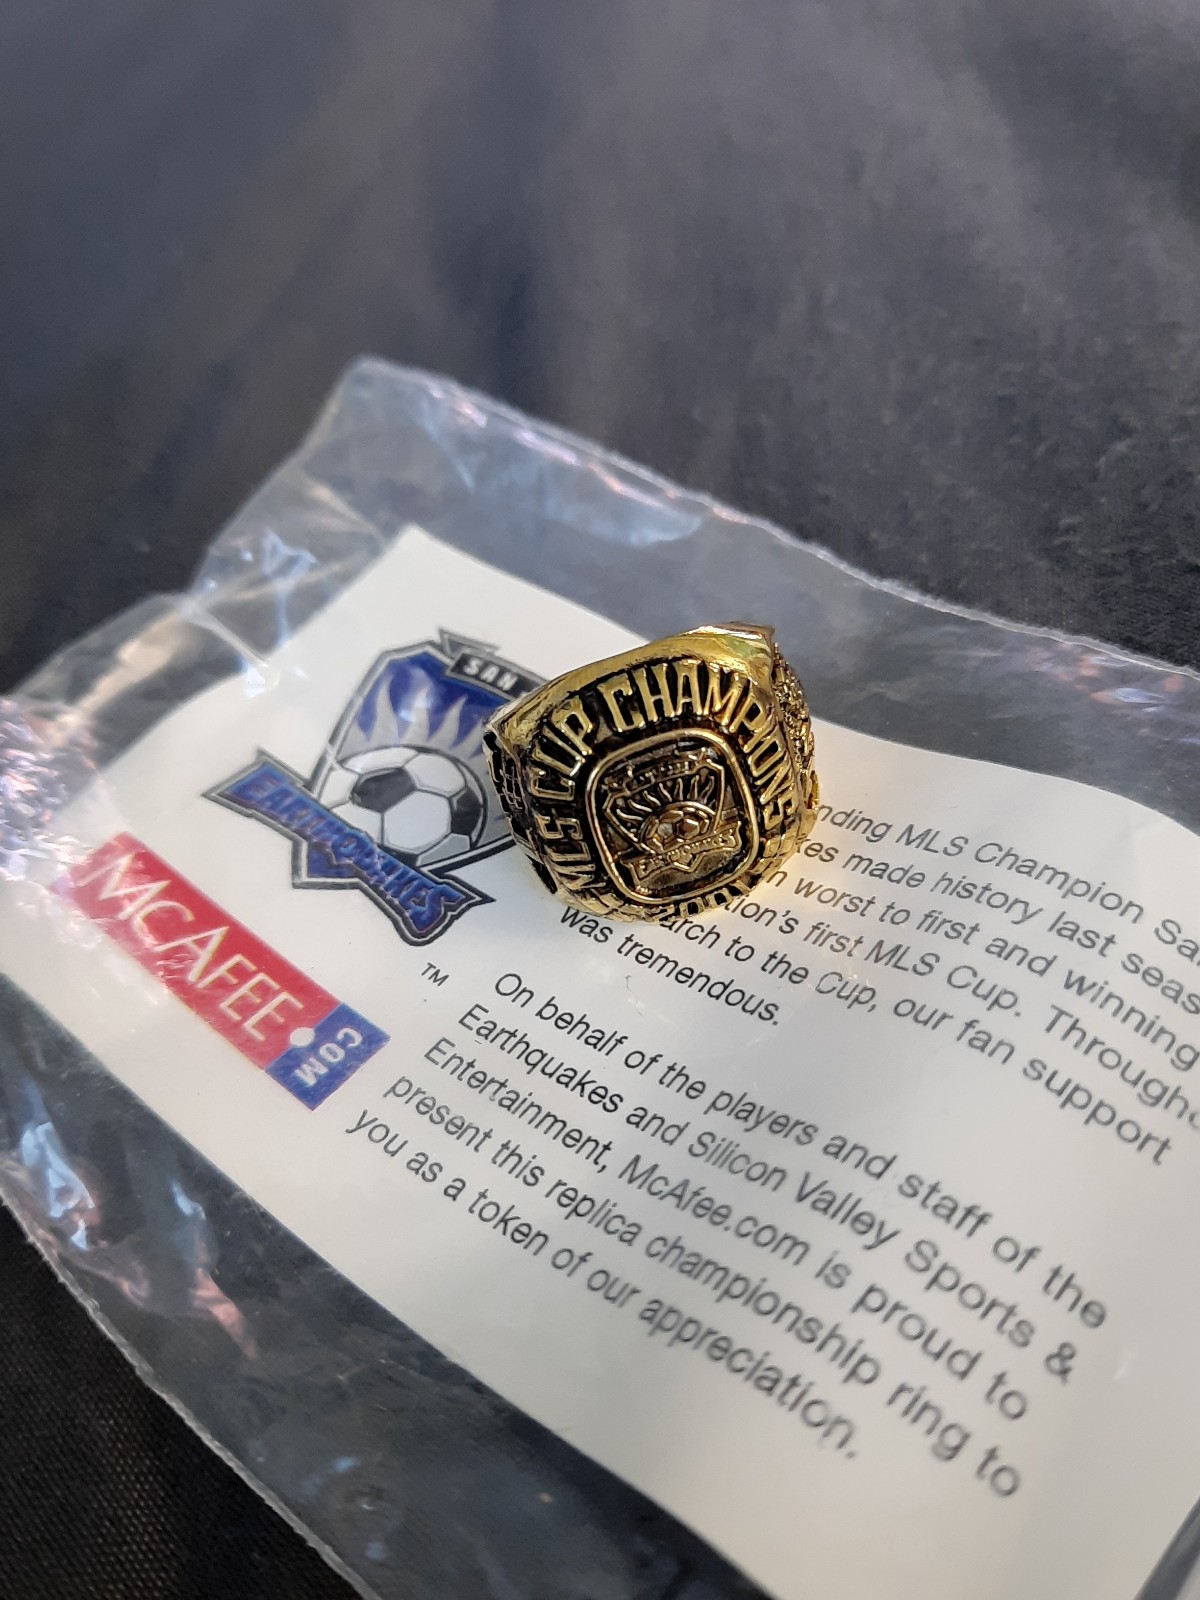 SAN
EARTHQUAKES
TM
MCAFEE
.COM
MLS CUP CHAMPIONS
2001
nding MLS Champion Sa
kes made history last seas
n worst to first and winning
tion's first MLS Cup. Througho
arch to the Cup, our fan support
was tremendous.
On behalf of the players and staff of the
Earthquakes and Silicon Valley Sports &
Entertainment, McAfee.com is proud to
present this replica championship ring to
you as a token of our appreciation.